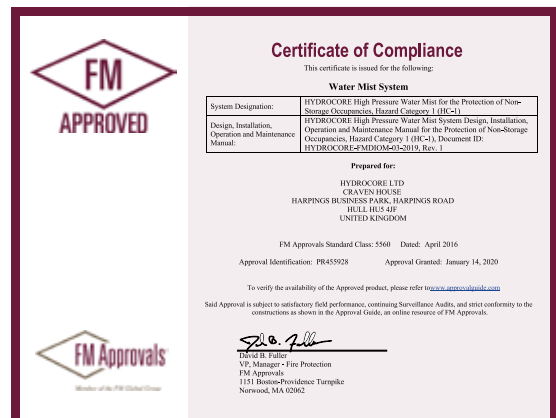 FM
APPROVED
Certificate of Compliance
This certificate is issued for the following:
Water Mist System
System Designation:
HYDROCORE High Pressure Water Mist for the Protection of Non-
Storage Occupancies, Hazard Category 1 (HC-1)
Design, Installation,
Operation and Maintenance
Manual:
HYDROCORE High Pressure Water Mist System Design, Installation,
Operation and Maintenance Manual for the Protection of Non-Storage
Occupancies, Hazard Category 1 (HC-1), Document ID:
HYDROCORE-FMDIOM-03-2019, Rev. 1
Prepared for:
HYDROCORE LTD
CRAVEN HOUSE
HARPINGS BUSINESS PARK, HARPINGS ROAD
HULL HU5 4JF
UNITED KINGDOM
FM Approvals Standard Class: 5560 Dated: April 2016
Approval Identification: PR455928 Approval Granted: January 14, 2020
To verify the availability of the Approved product, please refer towww.approvalguide.com
Said Approval is subject to satisfactory field performance, continuing Surveillance Audits, and strict conformity to the
constructions as shown in the Approval Guide, an online resource of FM Approvals.
David B. Fuller
VP, Manager - Fire Protection
FM Approvals
1151 Boston-Providence Turnpike
Norwood, MA 02062
FM Approvals
Member of the FM Global Group